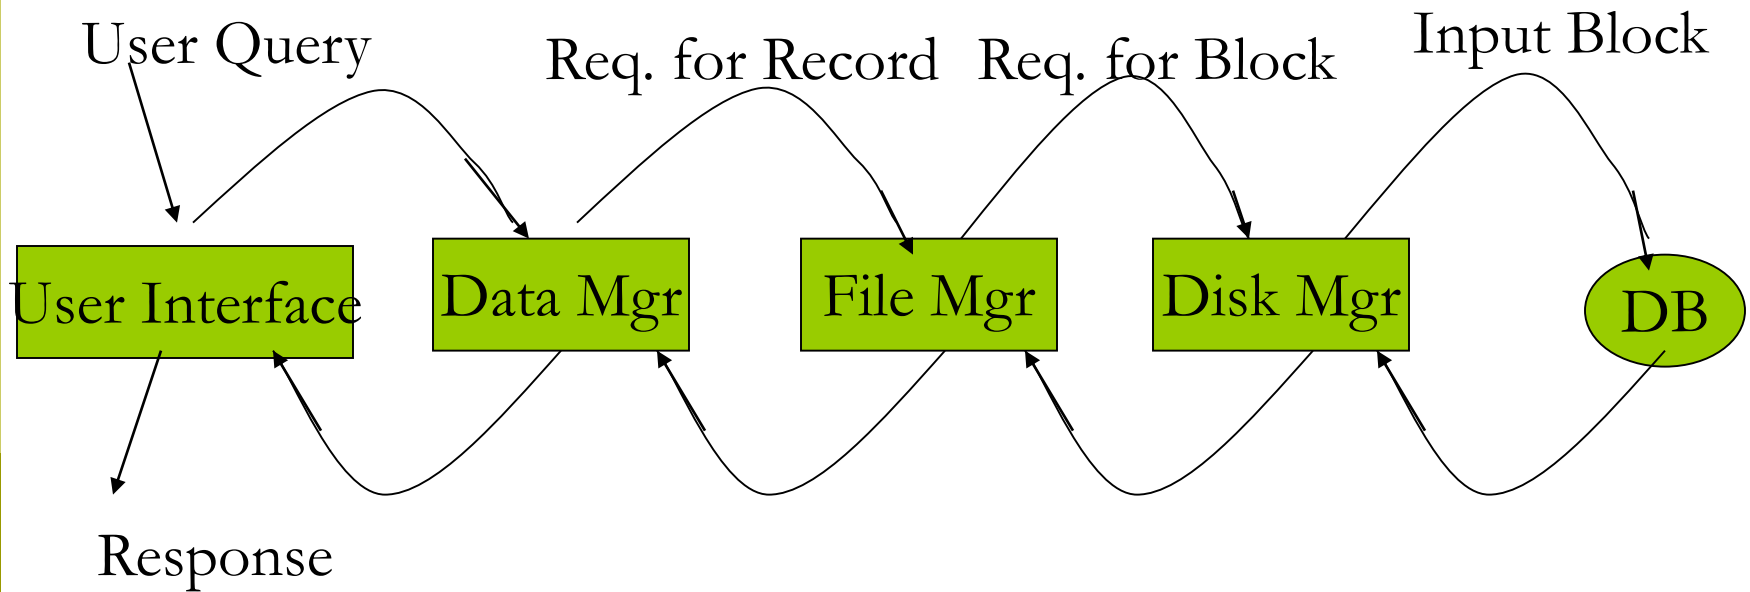 User Query
Req. for Record
Req. for Block
Input Block
User Interface
Data Mgr
File Mgr
Disk Mgr
DB
Response